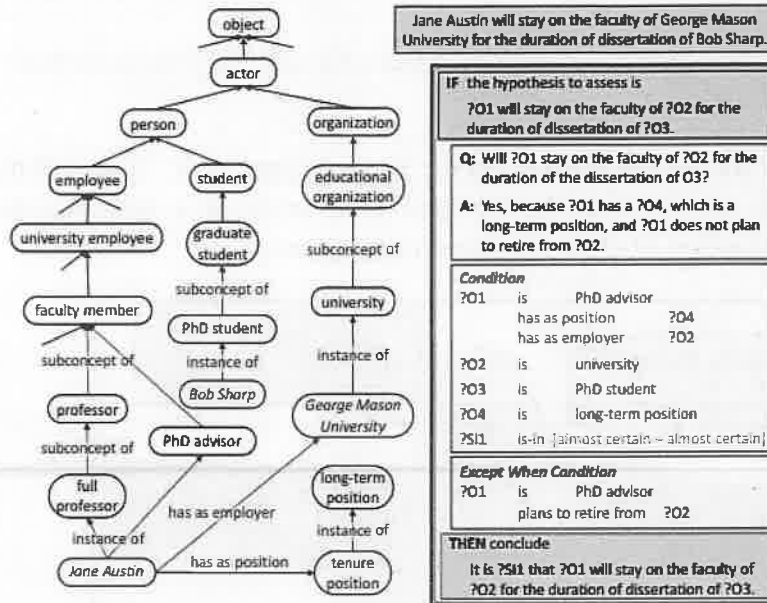 object
actor
person
organization
employee
student
educational
organization
university employee
graduate
student
subconcept of
subconcept of
faculty member
university
PhD student
subconcept of
instance of
instance of
Bob Sharp
George Mason
University
professor
PhD advisor
subconcept of
full
professor
long-term
position
has as employer
instance of
instance of
has as position
Jane Austin
tenure
position
Jane Austin will stay on the faculty of George Mason
University for the duration of dissertation of Bob Sharp.
IF the hypothesis to assess is
?O1 will stay on the faculty of ?O2 for the
duration of dissertation of ?O3.
Q: Will ?O1 stay on the faculty of ?O2 for the
duration of the dissertation of O3?
A: Yes, because ?O1 has a ?O4, which is a
long-term position, and ?O1 does not plan
to retire from ?O2.
Condition
?O1 is PhD advisor
has as position ?O4
has as employer ?O2
?O2 is university
?O3 is PhD student
?O4 is long-term position
?SI1 is-in [almost certain – almost certain]
Except When Condition
?O1 is PhD advisor
plans to retire from ?O2
THEN conclude
It is ?SI1 that ?O1 will stay on the faculty of
?O2 for the duration of dissertation of ?O3.